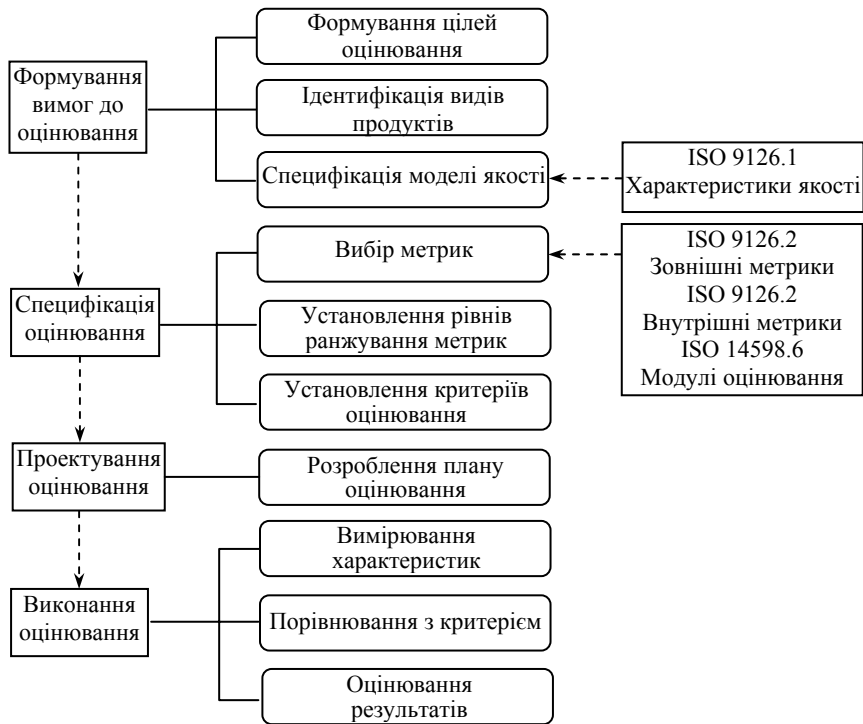 Формування
вимог до
оцінювання
Формування цілей
оцінювання
Ідентифікація видів
продуктів
Специфікація моделі якості
ISO 9126.1
Характеристики якості
Специфікація
оцінювання
Вибір метрик
Установлення рівнів
ранжування метрик
Установлення критеріїв
оцінювання
ISO 9126.2
Зовнішні метрики
ISO 9126.2
Внутрішні метрики
ISO 14598.6
Модулі оцінювання
Проектування
оцінювання
Розроблення плану
оцінювання
Виконання
оцінювання
Вимірювання
характеристик
Порівнювання з критерієм
Оцінювання
результатів